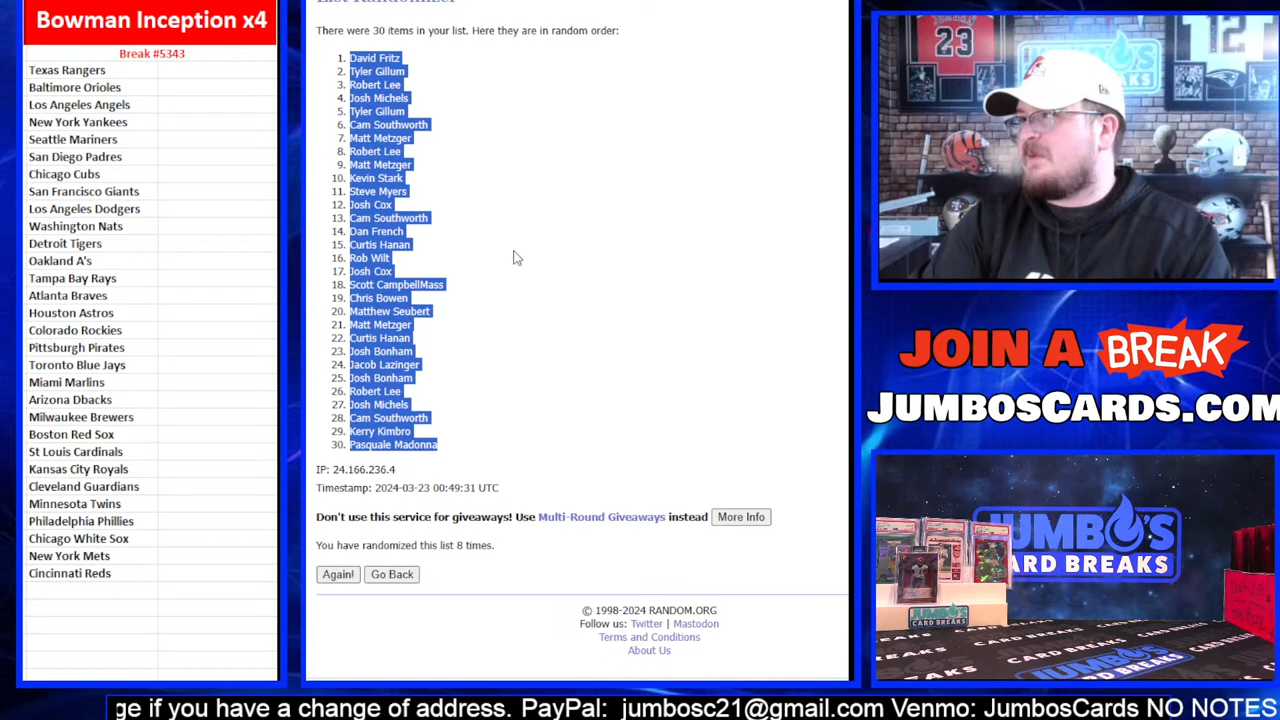 Bowman Inception x4
Break #5343
Texas Rangers
Baltimore Orioles
Los Angeles Angels
New York Yankees
Seattle Mariners
San Diego Padres
Chicago Cubs
San Francisco Giants
Los Angeles Dodgers
Washington Nats
Detroit Tigers
Oakland A's
Tampa Bay Rays
Atlanta Braves
Houston Astros
Colorado Rockies
Pittsburgh Pirates
Toronto Blue Jays
Miami Marlins
Arizona Dbacks
Milwaukee Brewers
Boston Red Sox
St Louis Cardinals
Kansas City Royals
Cleveland Guardians
Minnesota Twins
Philadelphia Phillies
Chicago White Sox
New York Mets
Cincinnati Reds
List Randomizer
There were 30 items in your list. Here they are in random order:
1. David Fritz
2. Tyler Gillum
3. Robert Lee
4. Josh Michels
5. Tyler Gillum
6. Cam Southworth
7. Matt Metzger
8. Robert Lee
9. Matt Metzger
10. Kevin Stark
11. Steve Myers
12. Josh Cox
13. Cam Southworth
14. Dan French
15. Curtis Hanan
16. Rob Wilt
17. Josh Cox
18. Scott CampbellMass
19. Chris Bowen
20. Matthew Seubert
21. Matt Metzger
22. Curtis Hanan
23. Josh Bonham
24. Jacob Lazinger
25. Josh Bonham
26. Robert Lee
27. Josh Michels
28. Cam Southworth
29. Kerry Kimbro
30. Pasquale Madonna
IP: 24.166.236.4
Timestamp: 2024-03-23 00:49:31 UTC
Don't use this service for giveaways! Use Multi-Round Giveaways instead More Info
You have randomized this list 8 times.
Again! Go Back
© 1998-2024 RANDOM.ORG
Follow us: Twitter | Mastodon
Terms and Conditions
About Us
23
12
JOIN A BREAK
JUMBOSCARDS.COM
JUMBO'S
CARD BREAKS
JUMBO'S
CARD BREAKS
ge if you have a change of address. PayPal: jumbosc21@gmail.com Venmo: JumbosCards NO NOTES